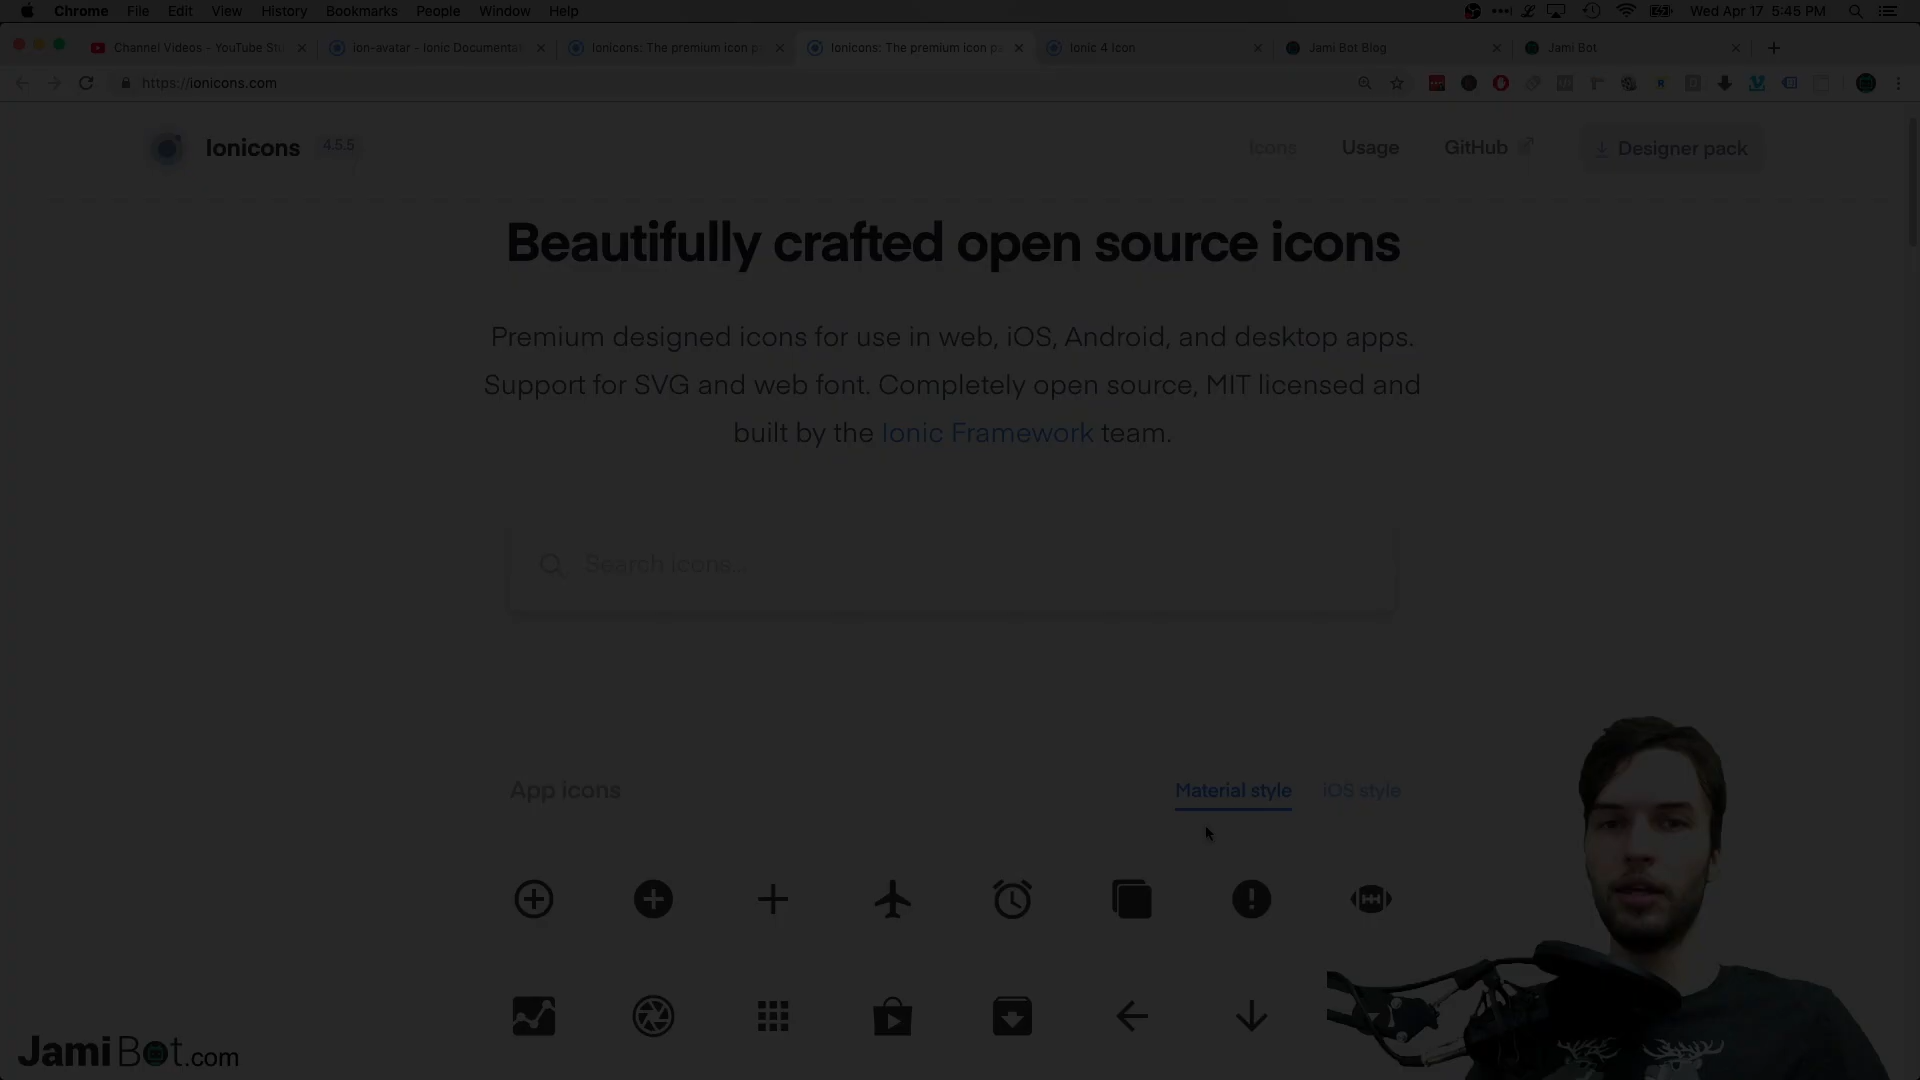 Chrome File Edit View History Bookmarks People Window Help Wed Apr 17 5:45 PM
Channel Videos - YouTube Stu ion-avatar - Ionic Documentat Ionicons: The premium icon p Ionicons: The premium icon pa Ionic 4 Icon Jami Bot Blog Jami Bot
https://ionicons.com
Ionicons 4.5.5 Icons Usage GitHub Designer pack
Beautifully crafted open source icons
Premium designed icons for use in web, iOS, Android, and desktop apps.
Support for SVG and web font. Completely open source, MIT licensed and
built by the Ionic Framework team.
Search icons...
App icons Material style iOS style
JamiBot.com